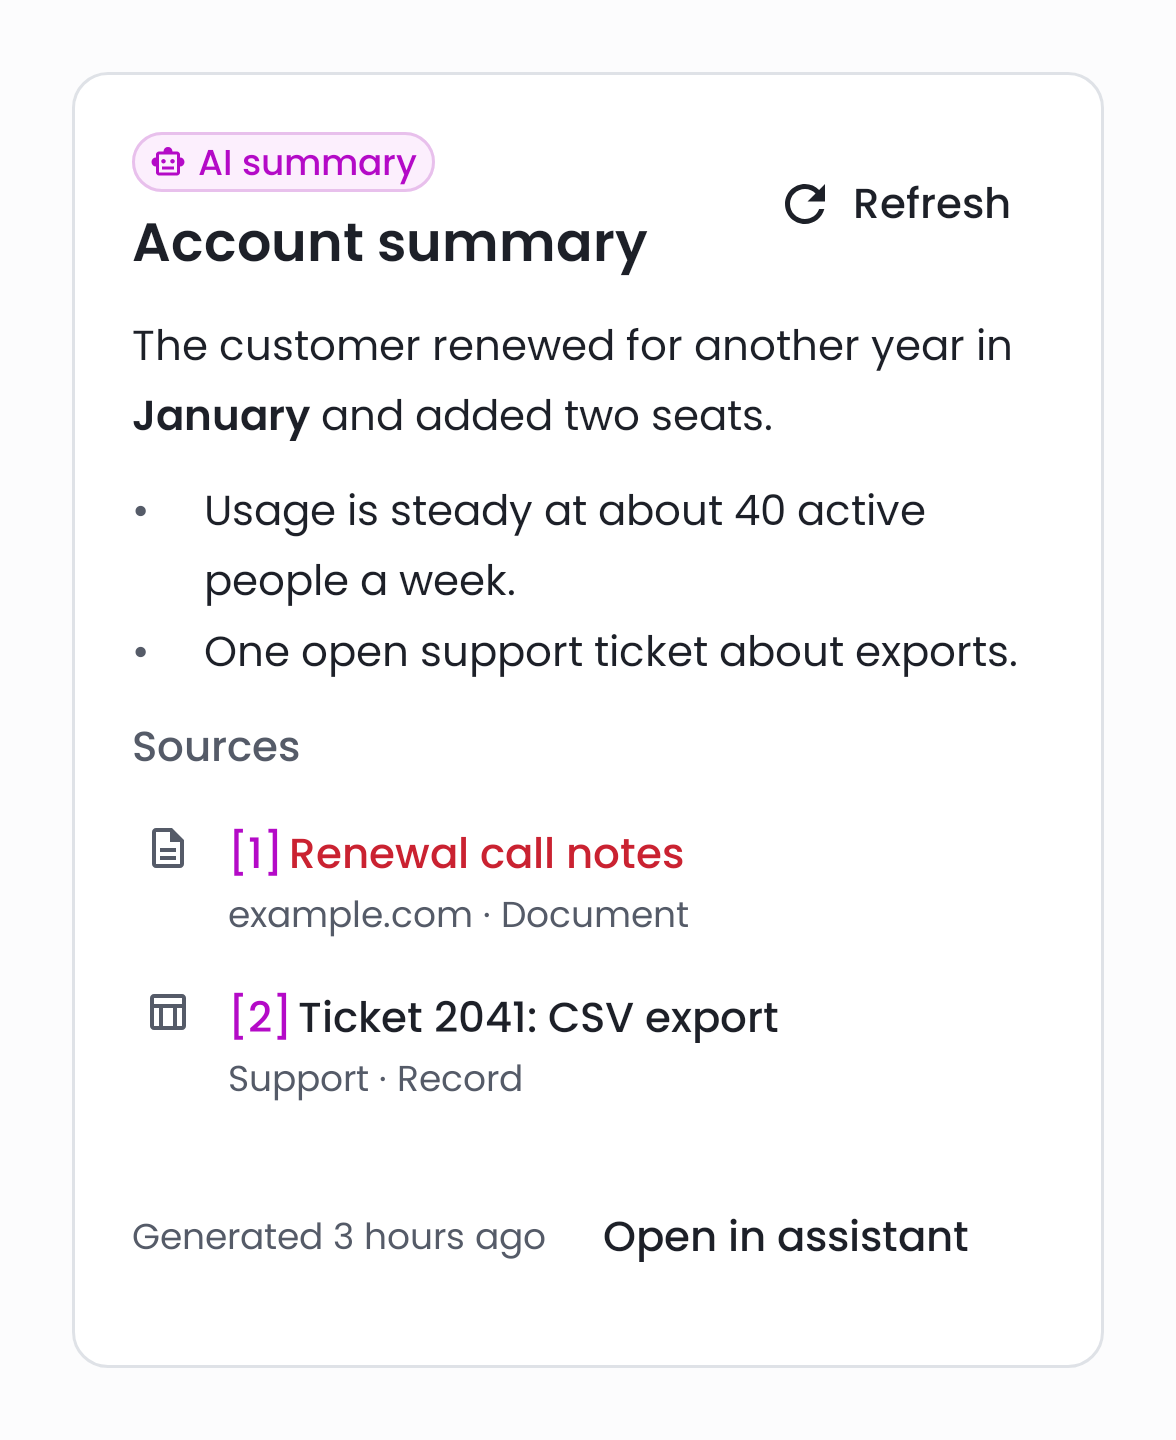 AI summary
Refresh
Account summary
The customer renewed for another year in
January and added two seats.
• Usage is steady at about 40 active
people a week.
• One open support ticket about exports.
Sources
[1] Renewal call notes
example.com · Document
[2] Ticket 2041: CSV export
Support · Record
Generated 3 hours ago
Open in assistant